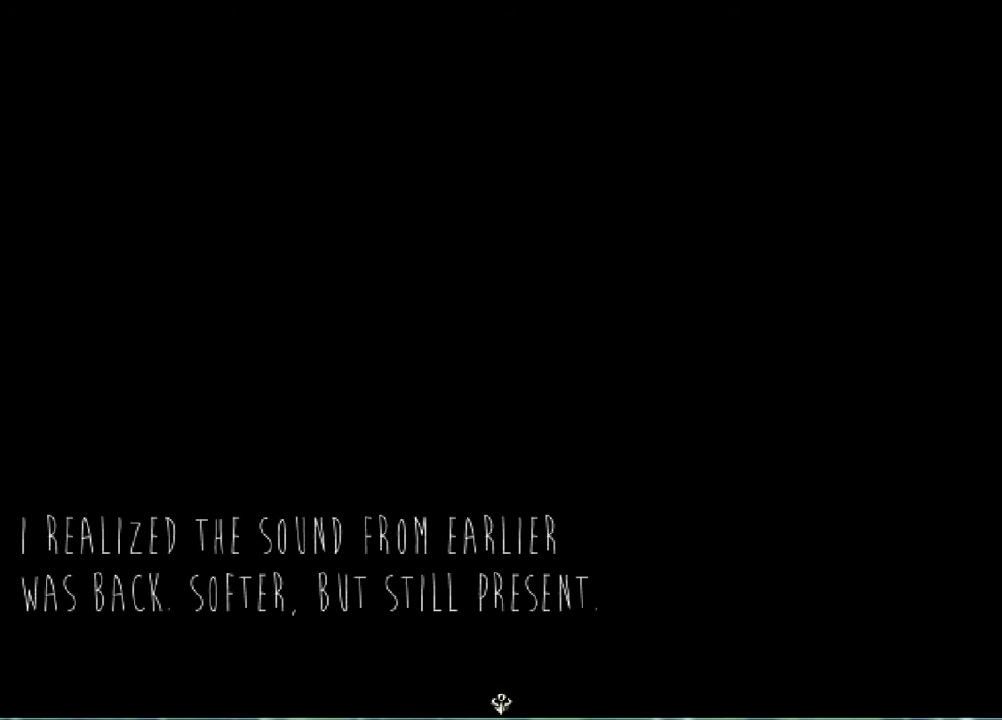 I REALIZED THE SOUND FROM EARLIER
WAS BACK. SOFTER, BUT STILL PRESENT.